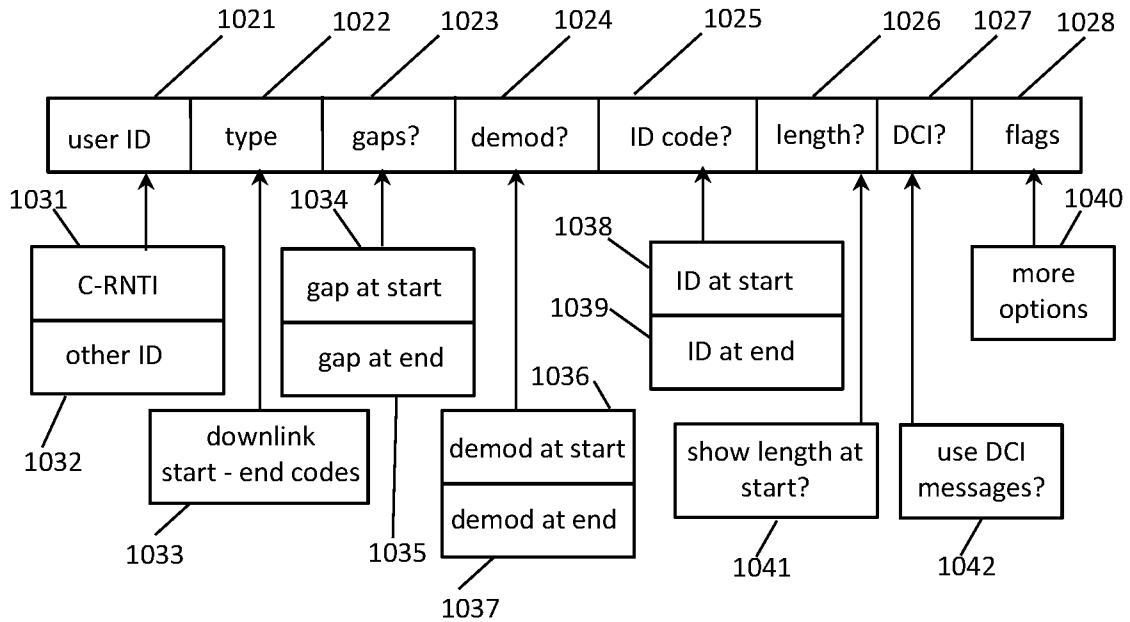 1021 1022 1023 1024 1025 1026 1027 1028
user ID type gaps? demod? ID code? length? DCI? flags
1031 1034 1038 1040
C-RNTI
other ID
gap at start
gap at end
ID at start
1039
ID at end
more
options
1032
downlink
start - end codes
1036
demod at start
demod at end
show length at
start?
use DCI
messages?
1033 1035 1037 1041 1042